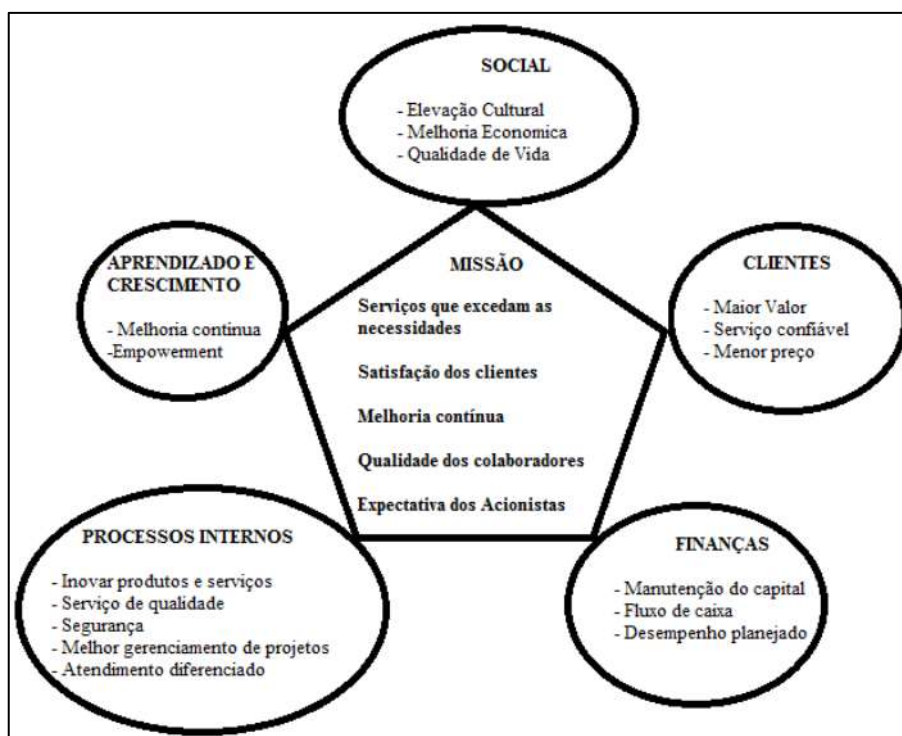 SOCIAL
- Elevação Cultural
- Melhoria Economica
- Qualidade de Vida
APRENDIZADO E
CRESCIMENTO
- Melhoria continua
-Empowerment
MISSÃO
Serviços que excedam as
necessidades
Satisfação dos clientes
Melhoria contínua
Qualidade dos colaboradores
Expectativa dos Acionistas
CLIENTES
- Maior Valor
- Serviço confiável
- Menor preço
PROCESSOS INTERNOS
- Inovar produtos e serviços
- Serviço de qualidade
- Segurança
- Melhor gerenciamento de projetos
- Atendimento diferenciado
FINANÇAS
- Manutenção do capital
- Fluxo de caixa
- Desempenho planejado